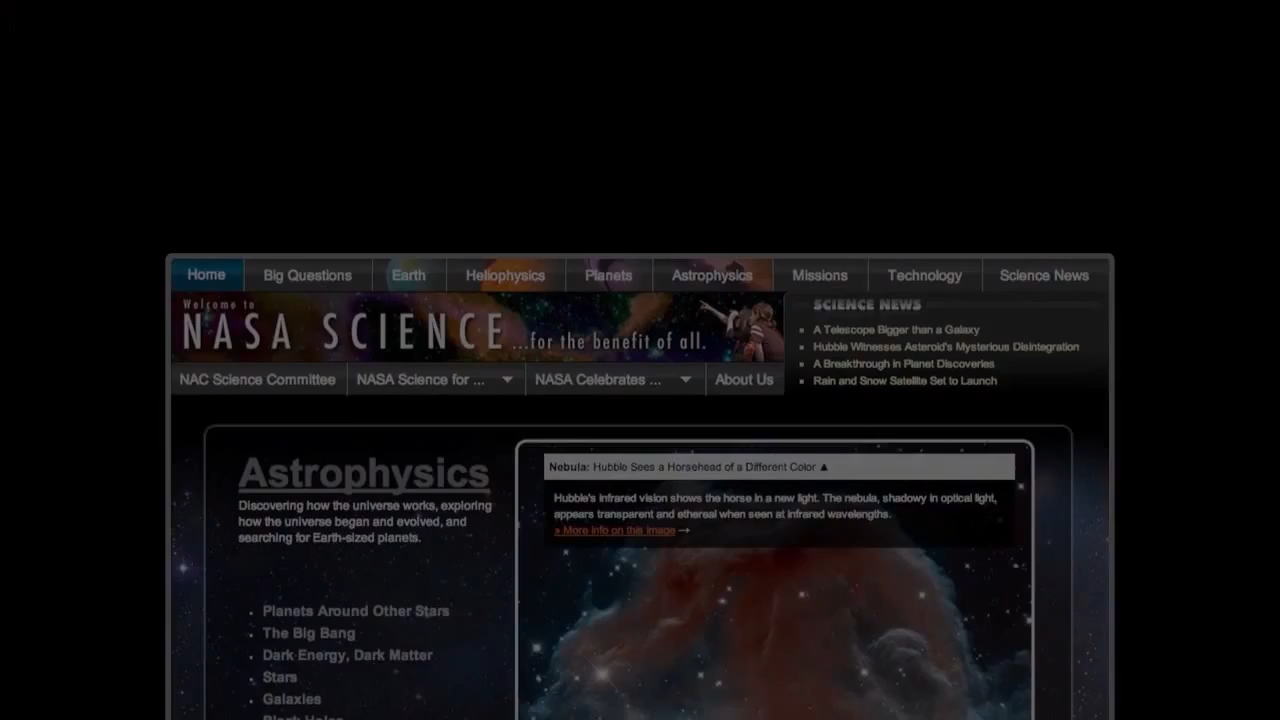 Home Big Questions Earth Heliophysics Planets Astrophysics Missions Technology Science News
Welcome to
NASA SCIENCE ...for the benefit of all.
SCIENCE NEWS
A Telescope Bigger than a Galaxy
Hubble Witnesses Asteroid's Mysterious Disintegration
A Breakthrough in Planet Discoveries
Rain and Snow Satellite Set to Launch
NAC Science Committee NASA Science for ... NASA Celebrates ... About Us
Astrophysics
Discovering how the universe works, exploring
how the universe began and evolved, and
searching for Earth-sized planets.
Nebula: Hubble Sees a Horsehead of a Different Color ▲
Hubble's infrared vision shows the horse in a new light. The nebula, shadowy in optical light,
appears transparent and ethereal when seen at infrared wavelengths.
» More info on this image →
Planets Around Other Stars
The Big Bang
Dark Energy, Dark Matter
Stars
Galaxies
Black Holes